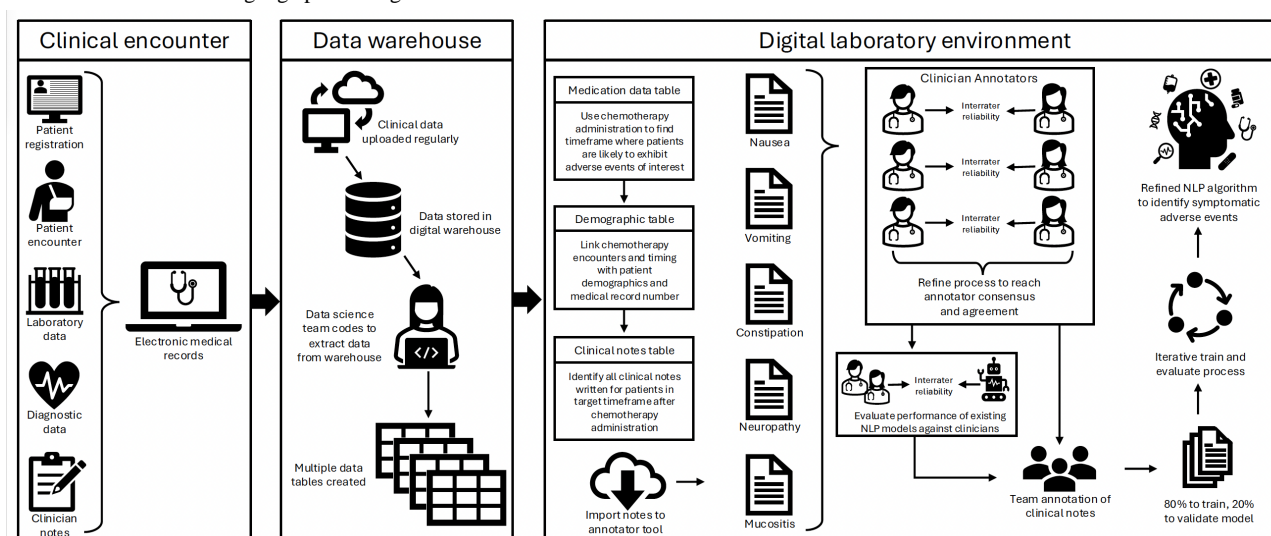 Clinical encounter
Patient
registration
Patient
encounter
Laboratory
data
Diagnostic
data
Clinician
notes
Electronic medical
records
Data warehouse
Clinical data
uploaded regularly
Data stored in
digital warehouse
Data science
team codes to
extract data
from warehouse
Multiple data
tables created
Digital laboratory environment
Medication data table
Use chemotherapy
administration to find
timeframe where patients
are likely to exhibit
adverse events of interest
Demographic table
Link chemotherapy
encounters and timing
with patient
demographics and
medical record number
Clinical notes table
Identify all clinical notes
written for patients in
target timeframe after
chemotherapy
administration
Import notes to
annotator tool
Nausea
Vomiting
Constipation
Neuropathy
Mucositis
Clinician Annotators
Interrater
reliability
Interrater
reliability
Interrater
reliability
Refine process to reach
annotator consensus
and agreement
Interrater
reliability
Evaluate performance of existing
NLP models against clinicians
Team annotation of
clinical notes
80% to train, 20%
to validate model
Iterative train and
evaluate process
Refined NLP algorithm
to identify symptomatic
adverse events